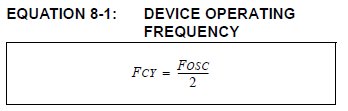 EQUATION 8-1: DEVICE OPERATING
FREQUENCY
FCY = FOSC
2